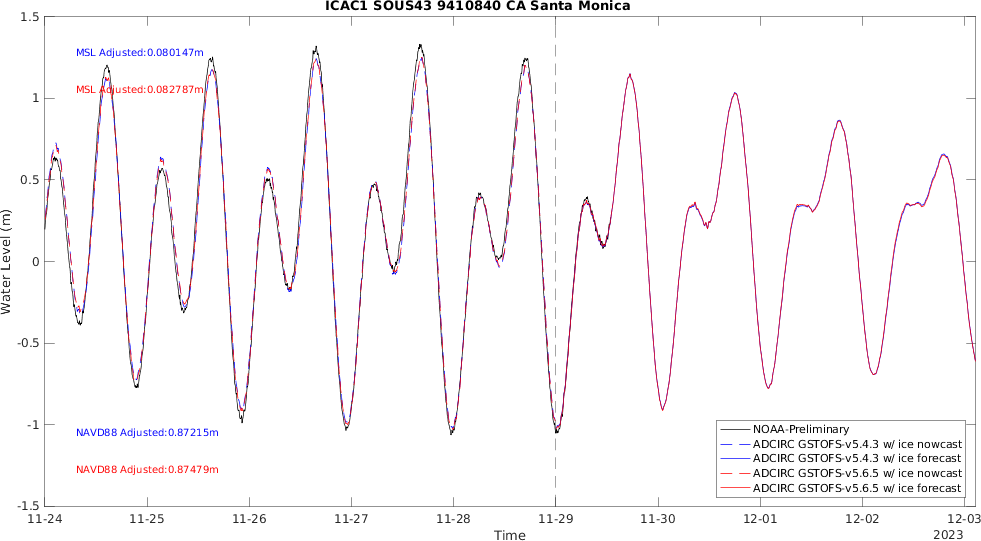 ICAC1 SOUS43 9410840 CA Santa Monica
1.5
MSL Adjusted:0.080147m
MSL Adjusted:0.082787m
1
0.5
Water Level (m)
0
-0.5
-1
NAVD88 Adjusted:0.87215m
NAVD88 Adjusted:0.87479m
NOAA-Preliminary
ADCIRC GSTOFS-v5.4.3 w/ ice nowcast
ADCIRC GSTOFS-v5.4.3 w/ ice forecast
ADCIRC GSTOFS-v5.6.5 w/ ice nowcast
ADCIRC GSTOFS-v5.6.5 w/ ice forecast
-1.5
11-24 11-25 11-26 11-27 11-28 11-29 11-30 12-01 12-02 12-03
Time
2023